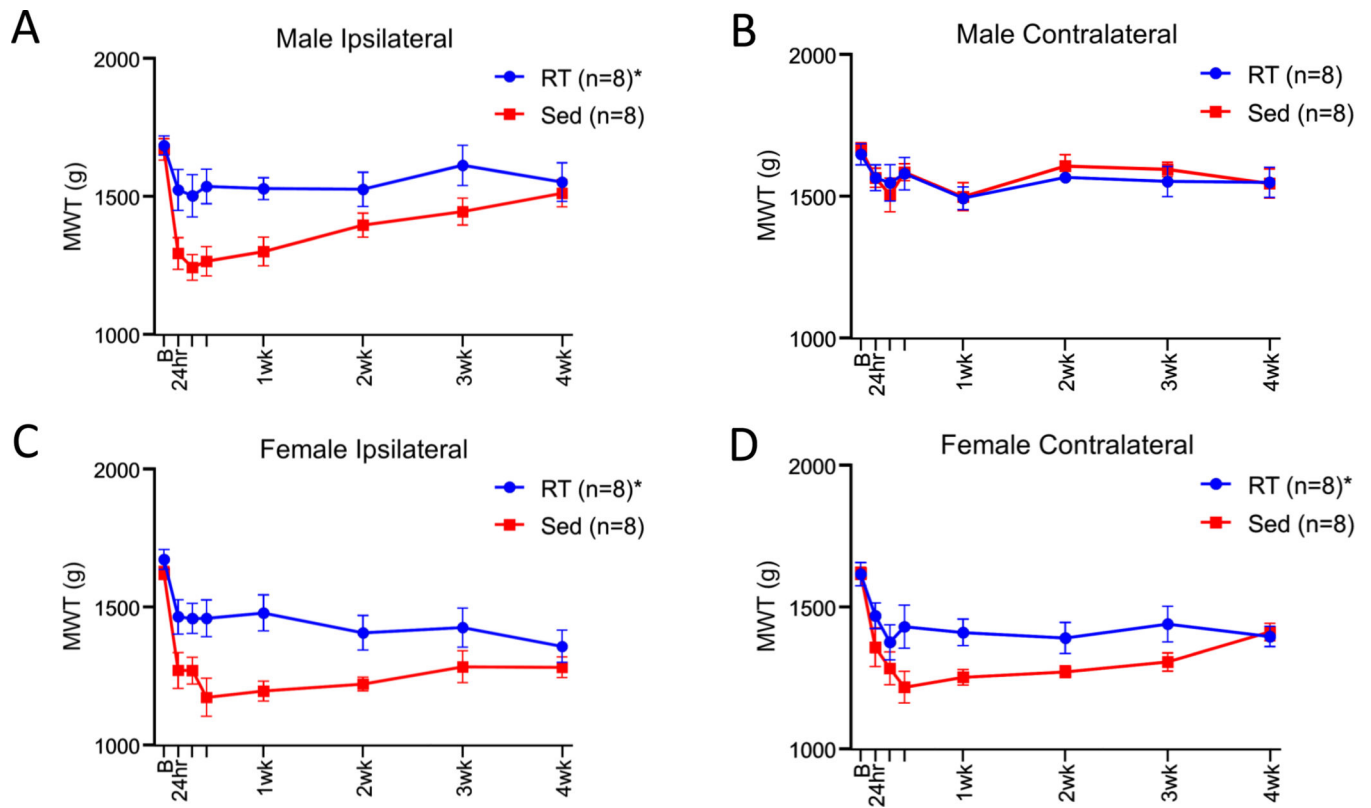 A
Male Ipsilateral
2000
1500
1000
MWT (g)
RT (n=8)*
Sed (n=8)
B
24hr
1wk
2wk
3wk
4wk
B
Male Contralateral
2000
1500
1000
MWT (g)
RT (n=8)
Sed (n=8)
B
24hr
1wk
2wk
3wk
4wk
C
Female Ipsilateral
2000
1500
1000
MWT (g)
RT (n=8)*
Sed (n=8)
B
24hr
1wk
2wk
3wk
4wk
D
Female Contralateral
2000
1500
1000
MWT (g)
RT (n=8)*
Sed (n=8)
B
24hr
1wk
2wk
3wk
4wk